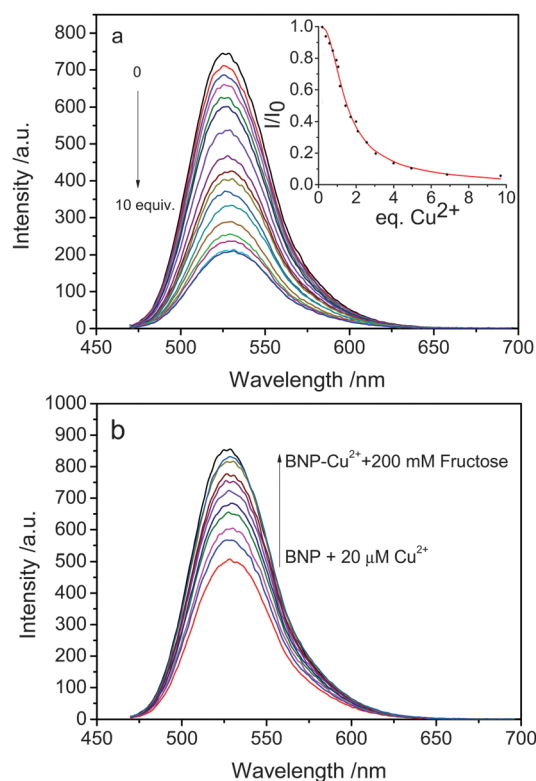 a
800
700
600
500
400
300
200
100
0
Intensity /a.u.
0
10 equiv.
1.0
0.8
0.6
0.4
0.2
0.0
I/I0
0 2 4 6 8 10
eq. Cu2+
450 500 550 600 650 700
Wavelength /nm
b
1000
900
800
700
600
500
400
300
200
100
0
Intensity /a.u.
BNP-Cu2++200 mM Fructose
BNP + 20 μM Cu2+
450 500 550 600 650 700
Wavelength /nm